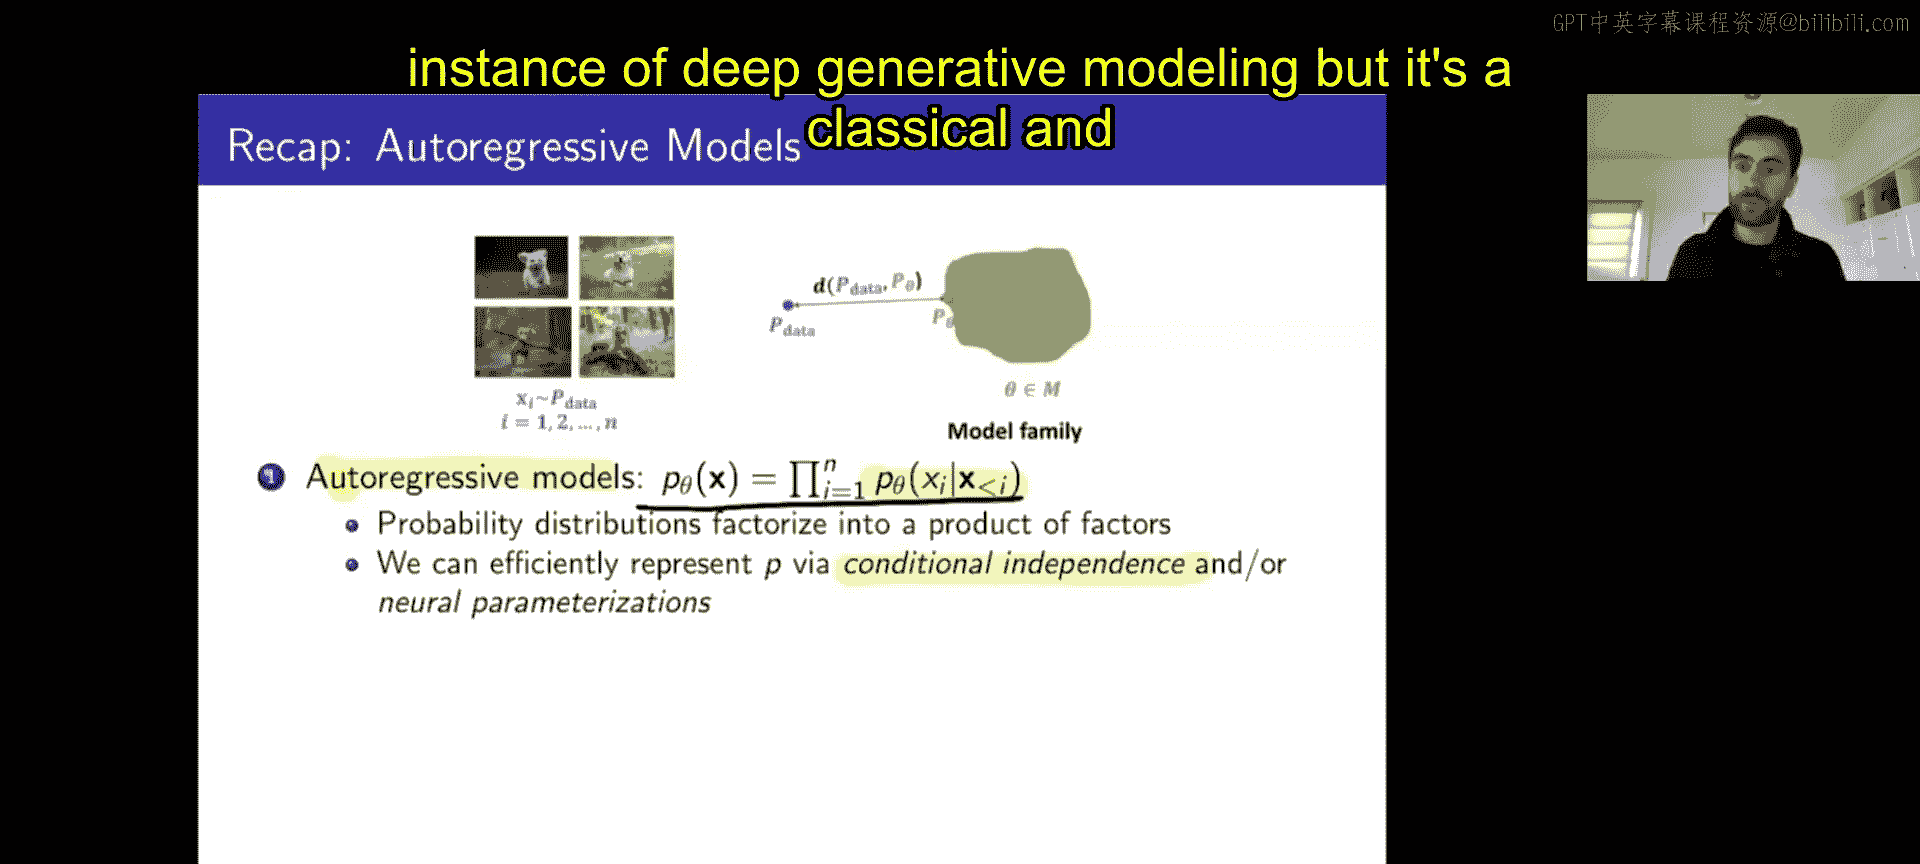 GPT中英字幕课程资源@bilibili.com
instance of deep generative modeling but it's a
classical and
Recap: Autoregressive Models
d(P_data, P_θ)
P_data
P_θ
x_i ~ P_data
i = 1, 2, ..., n
θ ∈ M
Model family
1 Autoregressive models: p_θ(x) = ∏_{i=1}^n p_θ(x_i|x_{<i})
Probability distributions factorize into a product of factors
We can efficiently represent p via conditional independence and/or
neural parameterizations